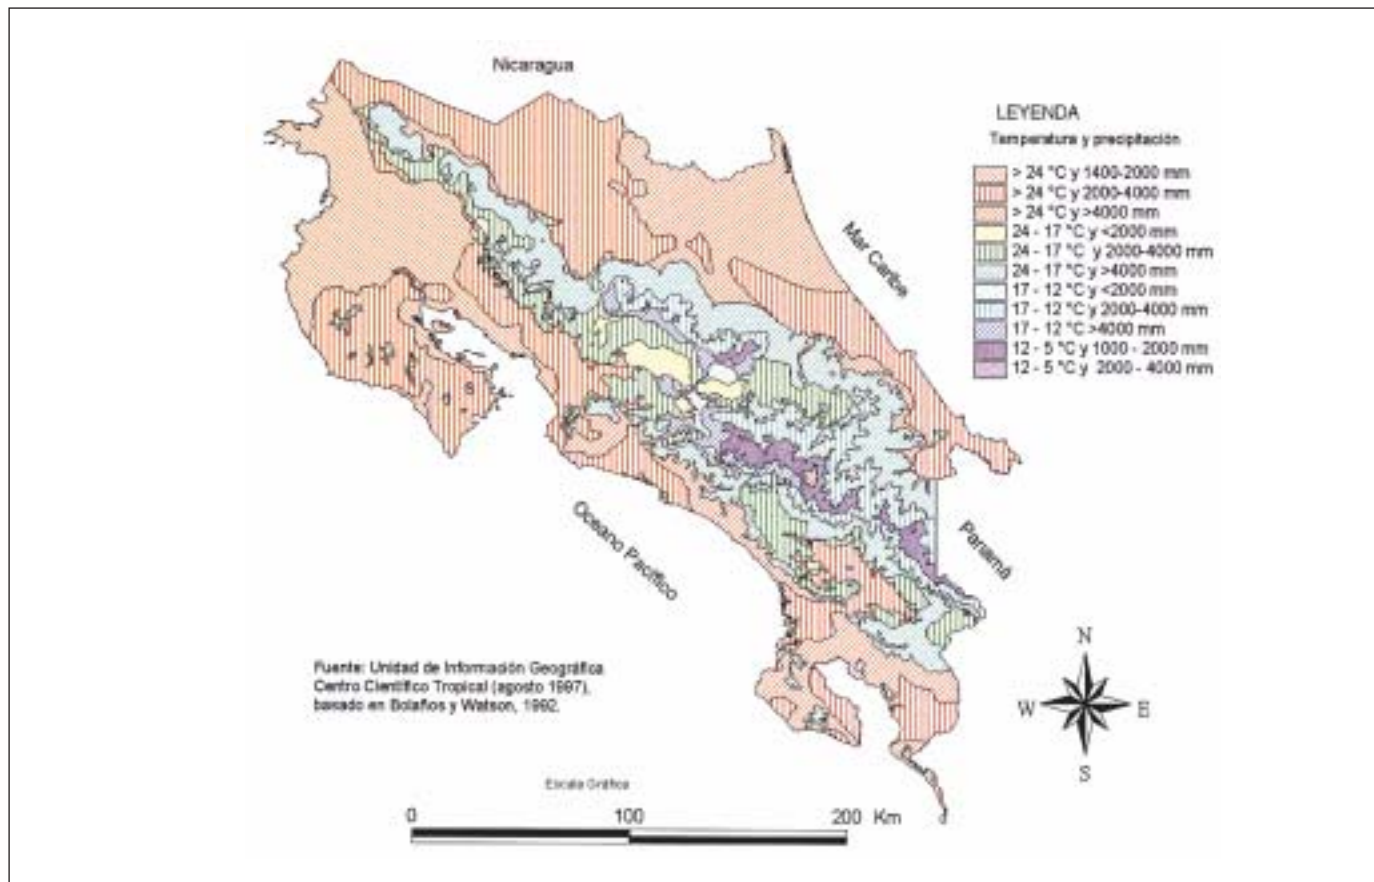 Nicaragua
LEYENDA
Temperatura y precipitación
> 24 °C y 1400-2000 mm
> 24 °C y 2000-4000 mm
> 24 °C y >4000 mm
24 - 17 °C y <2000 mm
24 - 17 °C y 2000-4000 mm
24 - 17 °C y >4000 mm
17 - 12 °C y <2000 mm
17 - 12 °C y 2000-4000 mm
17 - 12 °C >4000 mm
12 - 5 °C y 1000 - 2000 mm
12 - 5 °C y 2000 - 4000 mm
Mar Caribe
Oceano Pacífico
Panamá
Fuente: Unidad de Información Geográfica
Centro Científico Tropical (agosto 1997),
basado en Bolaños y Watson, 1992.
N
W E
S
Escala Gráfica
0 100 200 Km